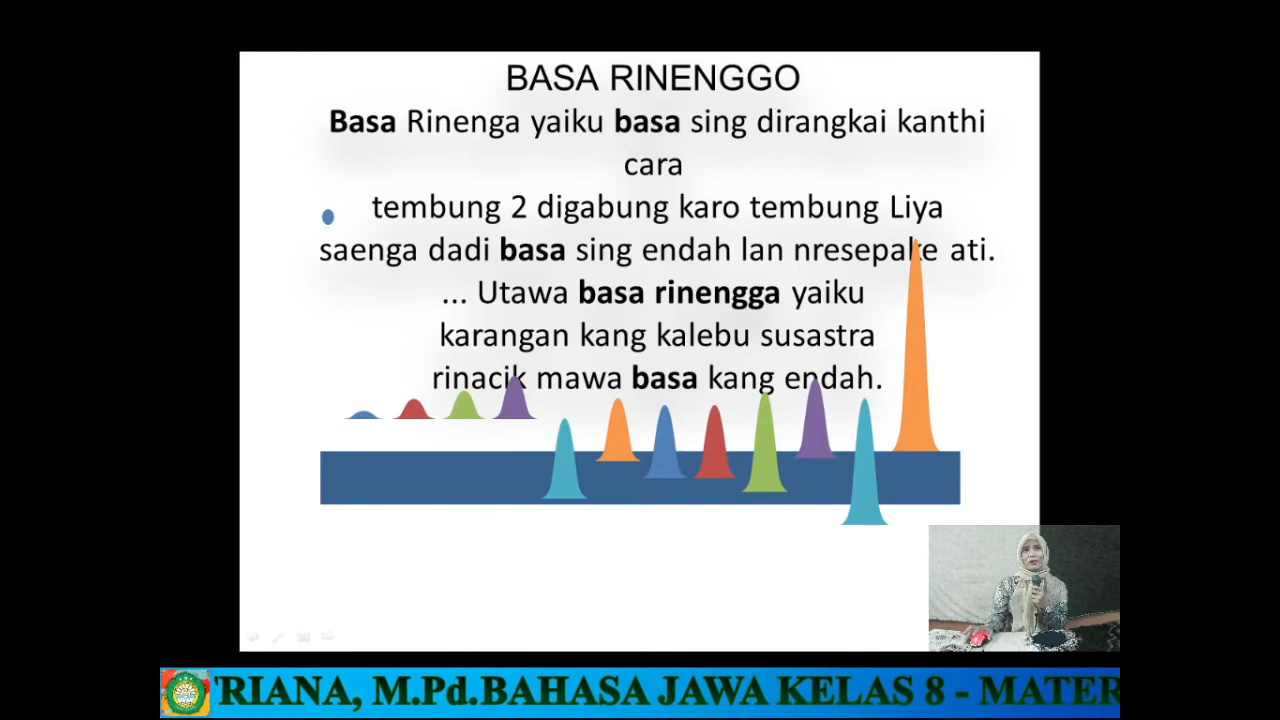 BASA RINENGGO
Basa Rinenga yaiku basa sing dirangkai kanthi
cara
tembung 2 digabung karo tembung Liya
saenga dadi basa sing endah lan nresepake ati.
... Utawa basa rinengga yaiku
karangan kang kalebu susastra
rinacik mawa basa kang endah.
RIANA, M.Pd.BAHASA JAWA KELAS 8 - MATER